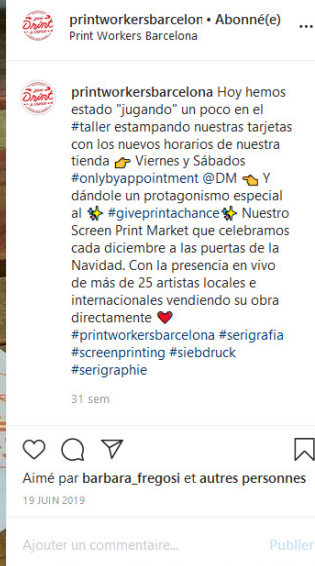 printworkersbarcelon • Abonné(e)
Print Workers Barcelona
printworkersbarcelona Hoy hemos
estado "jugando" un poco en el
#taller estampando nuestras tarjetas
con los nuevos horarios de nuestra
tienda 👉 Viernes y Sábados
#onlybyappointment @DM 👈 Y
dándole un protagonismo especial
al ✨ #giveprintachance✨ Nuestro
Screen Print Market que celebramos
cada diciembre a las puertas de la
Navidad. Con la presencia en vivo
de más de 25 artistas locales e
internacionales vendiendo su obra
directamente ❤️
#printworkersbarcelona #serigrafia
#screenprinting #siebdruck
#serigraphie
31 sem
Aimé par barbara_fregosi et autres personnes
19 JUIN 2019
Ajouter un commentaire... Publier